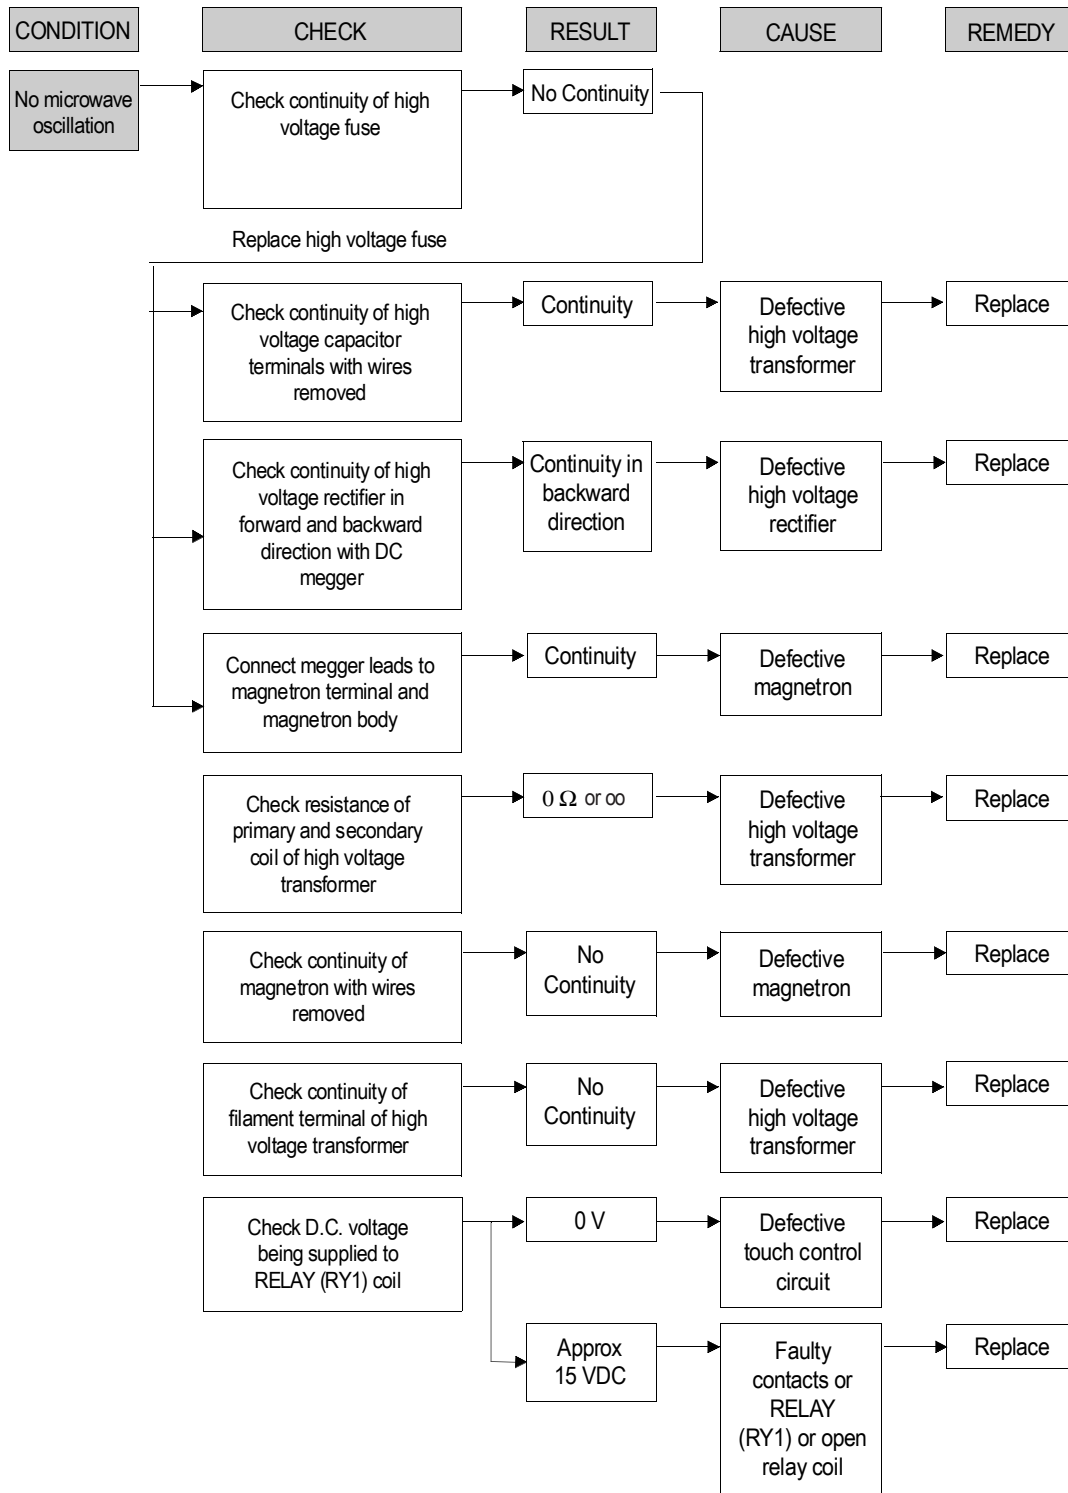 CONDITION
CHECK
RESULT
CAUSE
REMEDY
No microwave
oscillation
Check continuity of high
voltage fuse
No Continuity
Replace high voltage fuse
Check continuity of high
voltage capacitor
terminals with wires
removed
Continuity
Defective
high voltage
transformer
Replace
Check continuity of high
voltage rectifier in
forward and backward
direction with DC
megger
Continuity in
backward
direction
Defective
high voltage
rectifier
Replace
Connect megger leads to
magnetron terminal and
magnetron body
Continuity
Defective
magnetron
Replace
Check resistance of
primary and secondary
coil of high voltage
transformer
0 Ω or ∞
Defective
high voltage
transformer
Replace
Check continuity of
magnetron with wires
removed
No
Continuity
Defective
magnetron
Replace
Check continuity of
filament terminal of high
voltage transformer
No
Continuity
Defective
high voltage
transformer
Replace
Check D.C. voltage
being supplied to
RELAY (RY1) coil
0 V
Defective
touch control
circuit
Replace
Approx
15 VDC
Faulty
contacts or
RELAY
(RY1) or open
relay coil
Replace